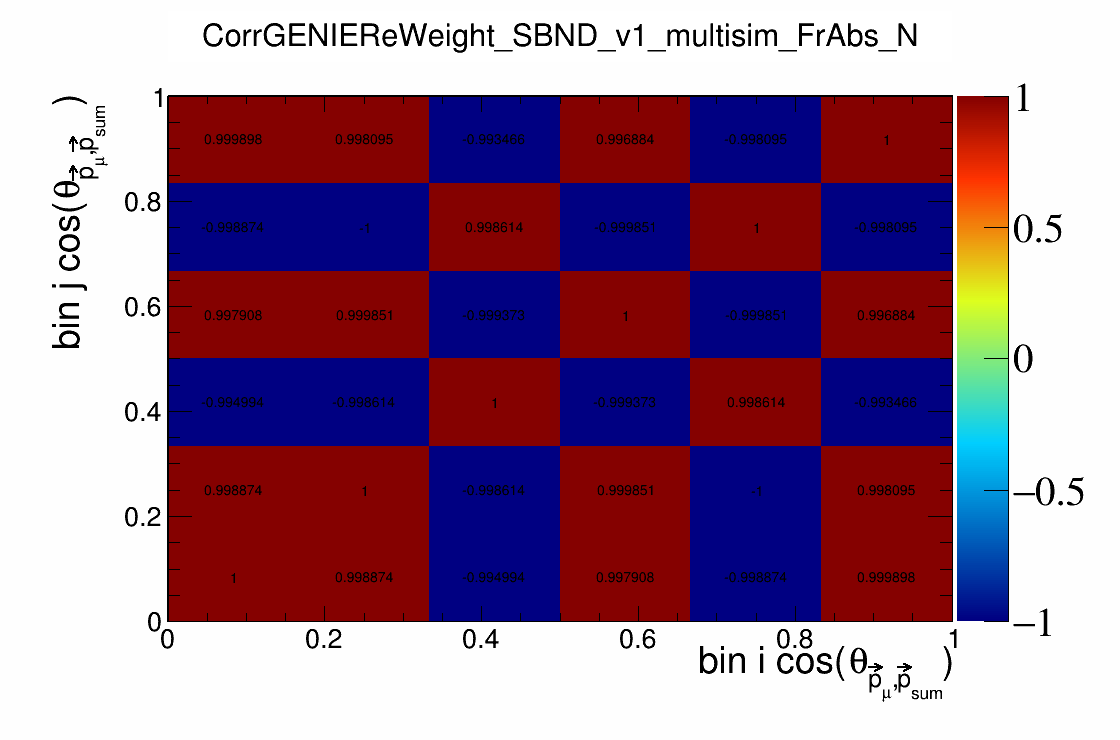 CorrGENIEReWeight_SBND_v1_multisim_FrAbs_N
bin j cos(θ p⃗μ,p⃗sum)
1
0.8
0.6
0.4
0.2
0
0.999898 0.998095 -0.993466 0.996884 -0.998095 1
-0.998874 -1 0.998614 -0.999851 1 -0.998095
0.997908 0.999851 -0.999373 1 -0.999851 0.996884
-0.994994 -0.998614 1 -0.999373 0.998614 -0.993466
0.998874 1 -0.998614 0.999851 -1 0.998095
1 0.998874 -0.994994 0.997908 -0.998874 0.999898
0 0.2 0.4 0.6 0.8 1
bin i cos(θ p⃗μ,p⃗sum)
1
0.5
0
−0.5
−1